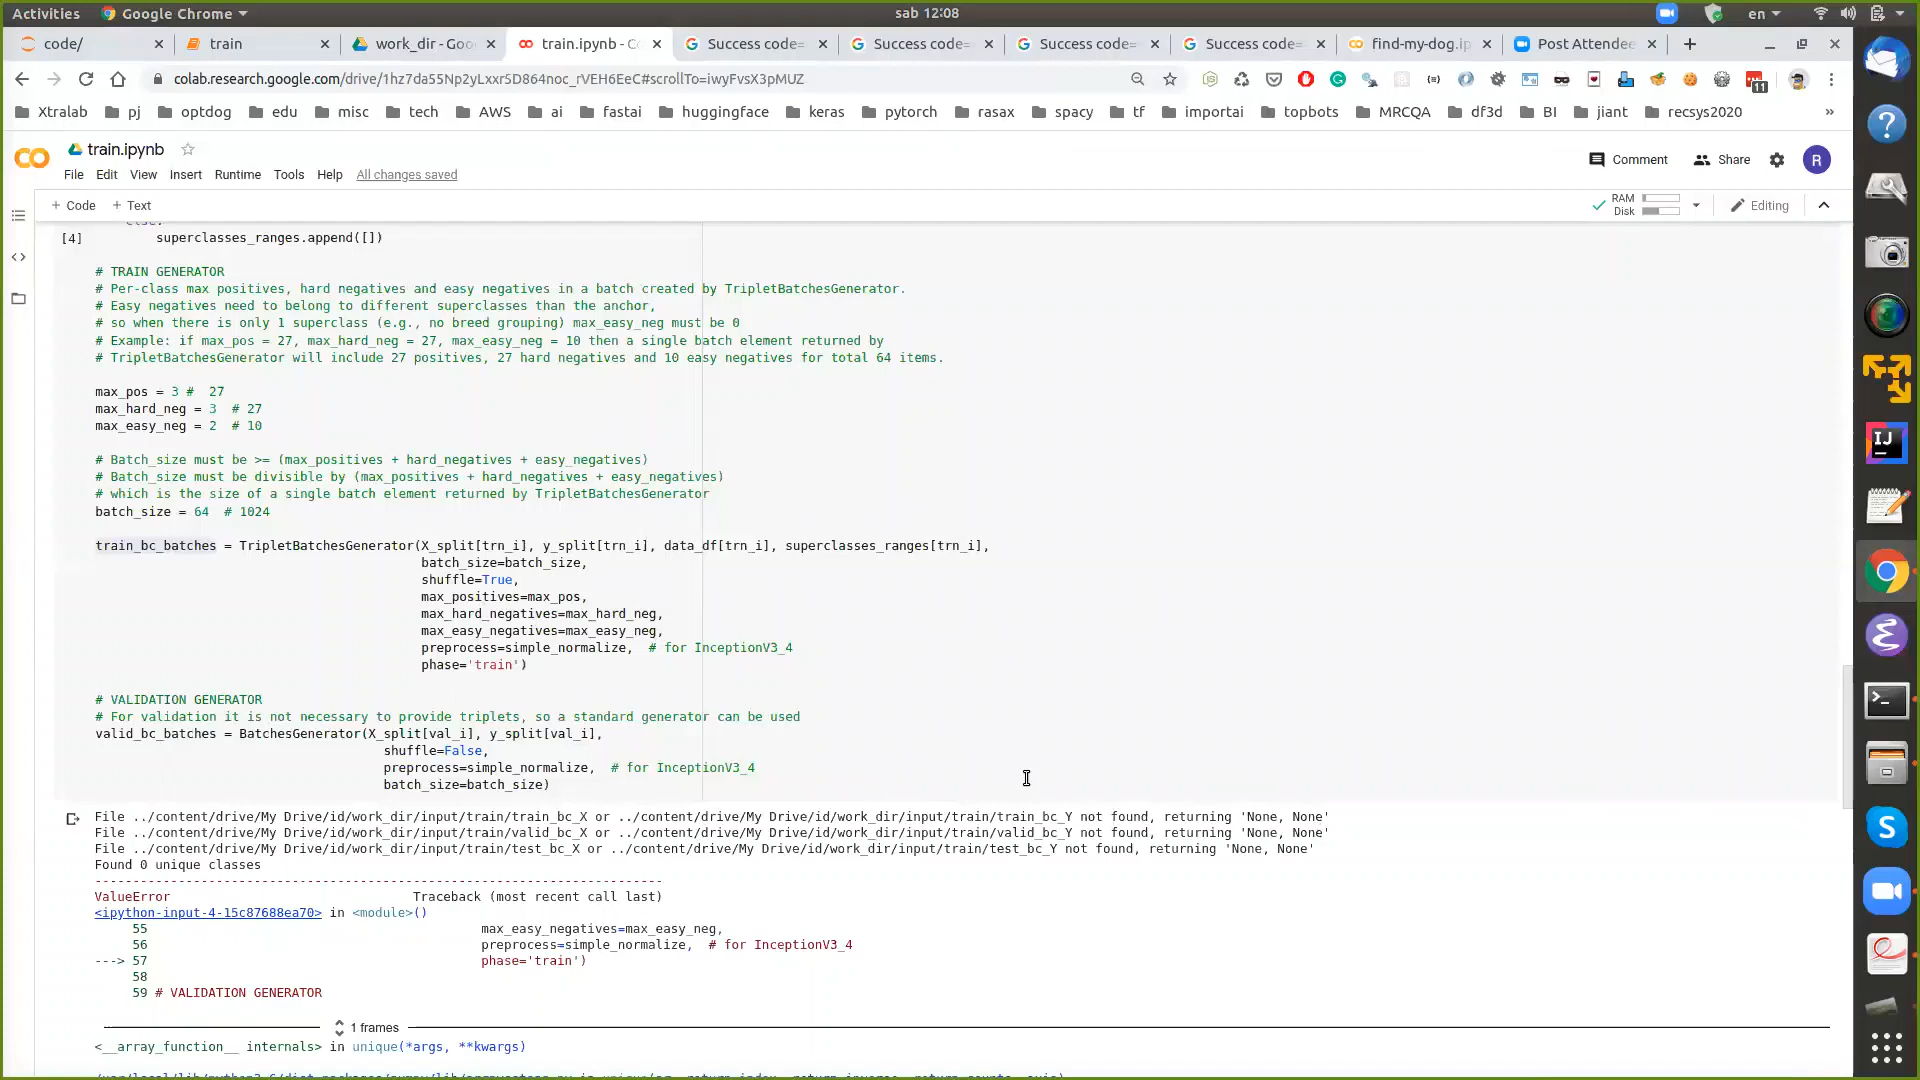 Activities Google Chrome sab 12:08 en
code/ train work_dir - Goo train.ipynb - C Success code= Success code= Success code= Success code= find-my-dog.ip Post Attendee
colab.research.google.com/drive/1hz7da55Np2yLxxr5D864noc_rVEH6EeC#scrollTo=iwyFvsX3pMUZ 11
Xtralab pj optdog edu misc tech AWS ai fastai huggingface keras pytorch rasax spacy tf importai topbots MRCQA df3d BI jiant recsys2020 »
train.ipynb
Comment Share R
File Edit View Insert Runtime Tools Help All changes saved
+ Code + Text RAM Disk Editing
else:
[4] superclasses_ranges.append([])
# TRAIN GENERATOR
# Per-class max positives, hard negatives and easy negatives in a batch created by TripletBatchesGenerator.
# Easy negatives need to belong to different superclasses than the anchor,
# so when there is only 1 superclass (e.g., no breed grouping) max_easy_neg must be 0
# Example: if max_pos = 27, max_hard_neg = 27, max_easy_neg = 10 then a single batch element returned by
# TripletBatchesGenerator will include 27 positives, 27 hard negatives and 10 easy negatives for total 64 items.
max_pos = 3 #  27
max_hard_neg = 3  # 27
max_easy_neg = 2  # 10
# Batch_size must be >= (max_positives + hard_negatives + easy_negatives)
# Batch_size must be divisible by (max_positives + hard_negatives + easy_negatives)
# which is the size of a single batch element returned by TripletBatchesGenerator
batch_size = 64  # 1024
train_bc_batches = TripletBatchesGenerator(X_split[trn_i], y_split[trn_i], data_df[trn_i], superclasses_ranges[trn_i],
batch_size=batch_size,
shuffle=True,
max_positives=max_pos,
max_hard_negatives=max_hard_neg,
max_easy_negatives=max_easy_neg,
preprocess=simple_normalize,  # for InceptionV3_4
phase='train')
# VALIDATION GENERATOR
# For validation it is not necessary to provide triplets, so a standard generator can be used
valid_bc_batches = BatchesGenerator(X_split[val_i], y_split[val_i],
shuffle=False,
preprocess=simple_normalize,  # for InceptionV3_4
batch_size=batch_size)
File ../content/drive/My Drive/id/work_dir/input/train/train_bc_X or ../content/drive/My Drive/id/work_dir/input/train/train_bc_Y not found, returning 'None, None'
File ../content/drive/My Drive/id/work_dir/input/train/valid_bc_X or ../content/drive/My Drive/id/work_dir/input/train/valid_bc_Y not found, returning 'None, None'
File ../content/drive/My Drive/id/work_dir/input/train/test_bc_X or ../content/drive/My Drive/id/work_dir/input/train/test_bc_Y not found, returning 'None, None'
Found 0 unique classes
---------------------------------------------------------------------------
ValueError Traceback (most recent call last)
<ipython-input-4-15c87688ea70> in <module>()
55 max_easy_negatives=max_easy_neg,
56 preprocess=simple_normalize,  # for InceptionV3_4
---> 57 phase='train')
58
59 # VALIDATION GENERATOR
1 frames
<__array_function__ internals> in unique(*args, **kwargs)